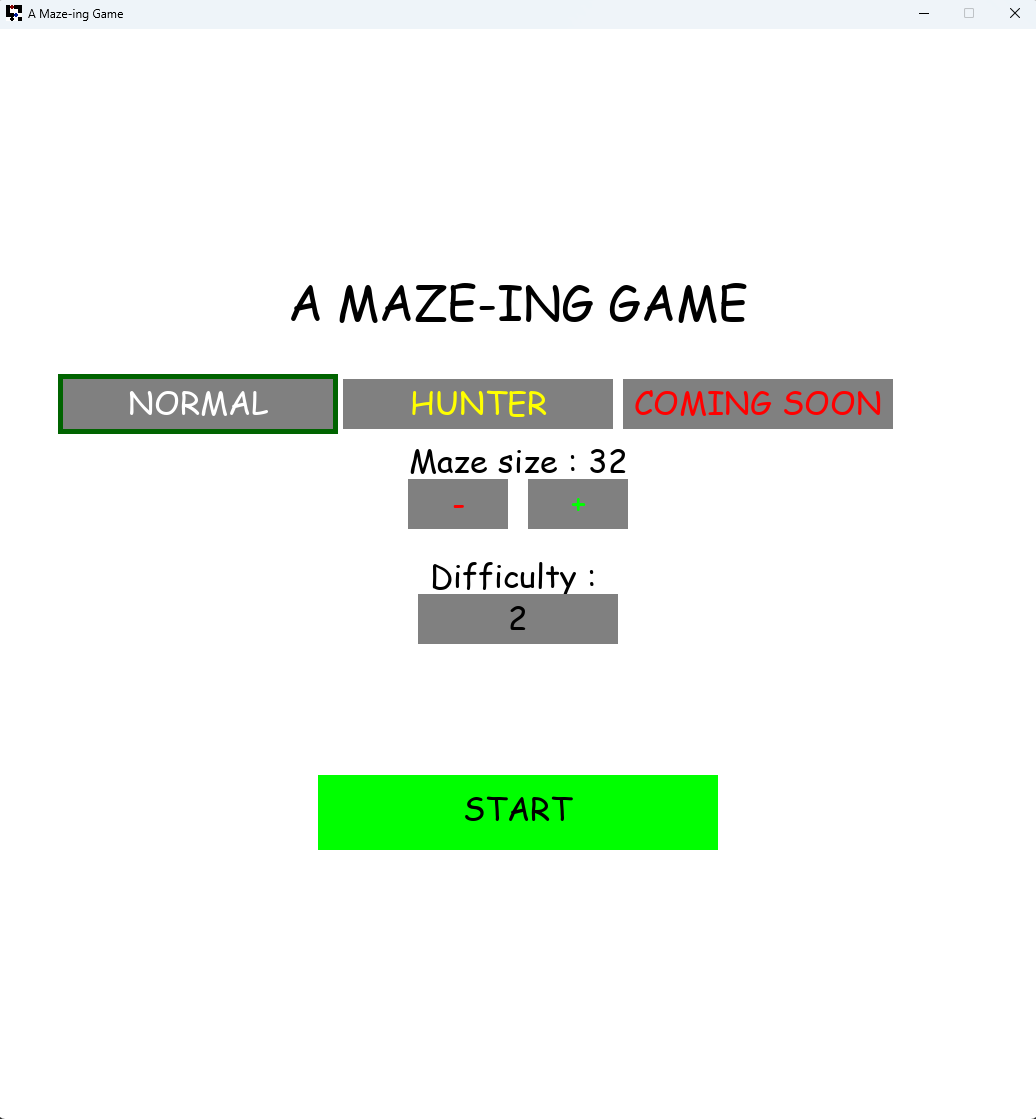 A Maze-ing Game
A MAZE-ING GAME
NORMAL HUNTER COMING SOON
Maze size : 32
- +
Difficulty :
2
START